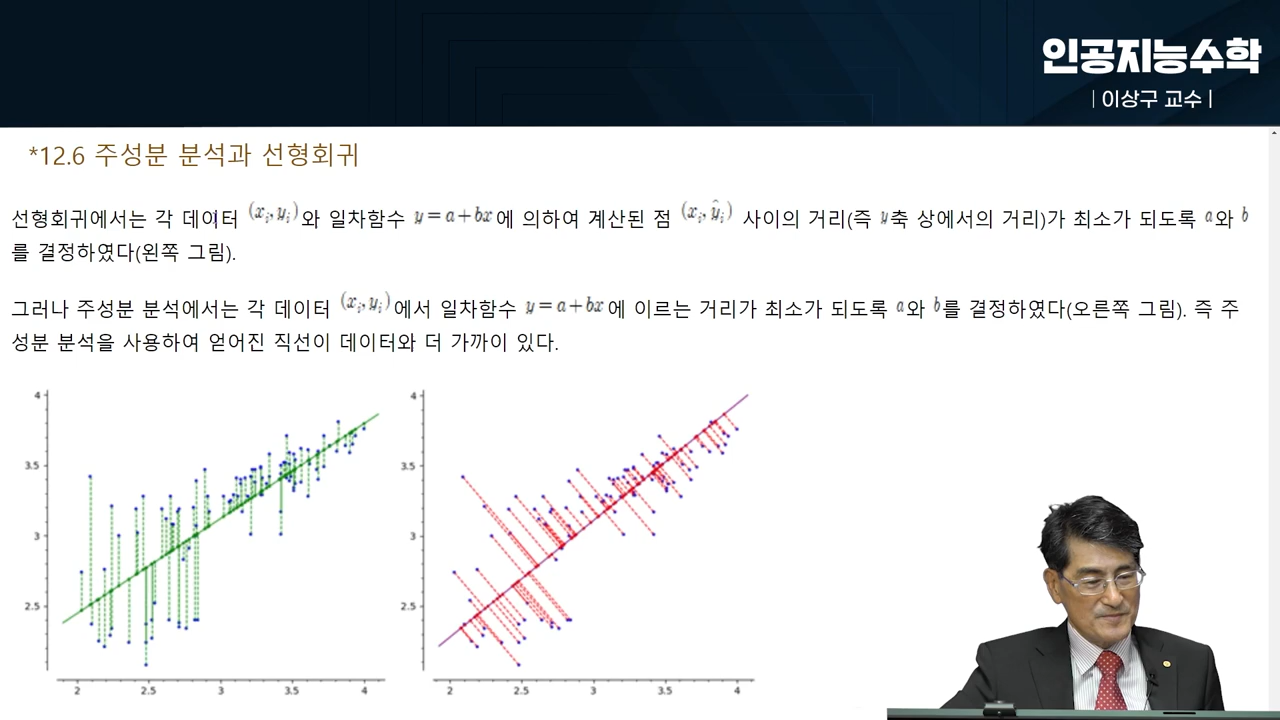 인공지능수학
| 이상구 교수 |
*12.6 주성분 분석과 선형회귀
선형회귀에서는 각 데이터 (xᵢ, yᵢ)와 일차함수 y = a + bx에 의하여 계산된 점 (xᵢ, ŷᵢ) 사이의 거리(즉 y축 상에서의 거리)가 최소가 되도록 a와 b
를 결정하였다(왼쪽 그림).
그러나 주성분 분석에서는 각 데이터 (xᵢ, yᵢ)에서 일차함수 y = a + bx에 이르는 거리가 최소가 되도록 a와 b를 결정하였다(오른쪽 그림). 즉 주
성분 분석을 사용하여 얻어진 직선이 데이터와 더 가까이 있다.
4
3.5
3
2.5
2 2.5 3 3.5 4
4
3.5
3
2.5
2 2.5 3 3.5 4